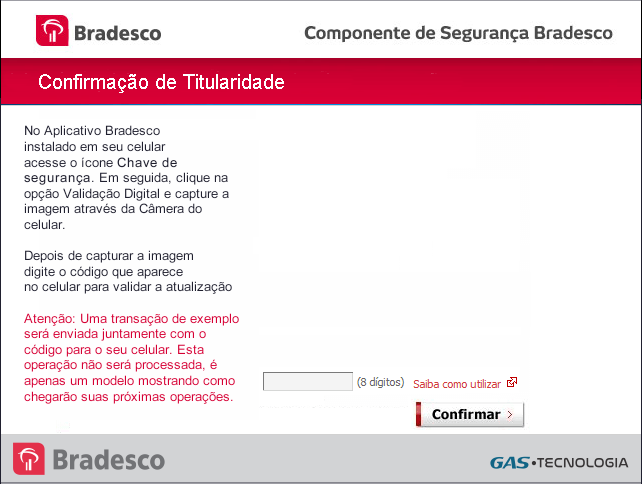 Bradesco
Componente de Segurança Bradesco
Confirmação de Titularidade
No Aplicativo Bradesco
instalado em seu celular
acesse o ícone Chave de
segurança. Em seguida, clique na
opção Validação Digital e capture a
imagem através da Câmera do
celular.
Depois de capturar a imagem
digite o código que aparece
no celular para validar a atualização
Atenção: Uma transação de exemplo
será enviada juntamente com o
código para o seu celular. Esta
operação não será processada, é
apenas um modelo mostrando como
chegarão suas próximas operações.
(8 dígitos)
Saiba como utilizar
Confirmar
Bradesco
GAS•TECNOLOGIA